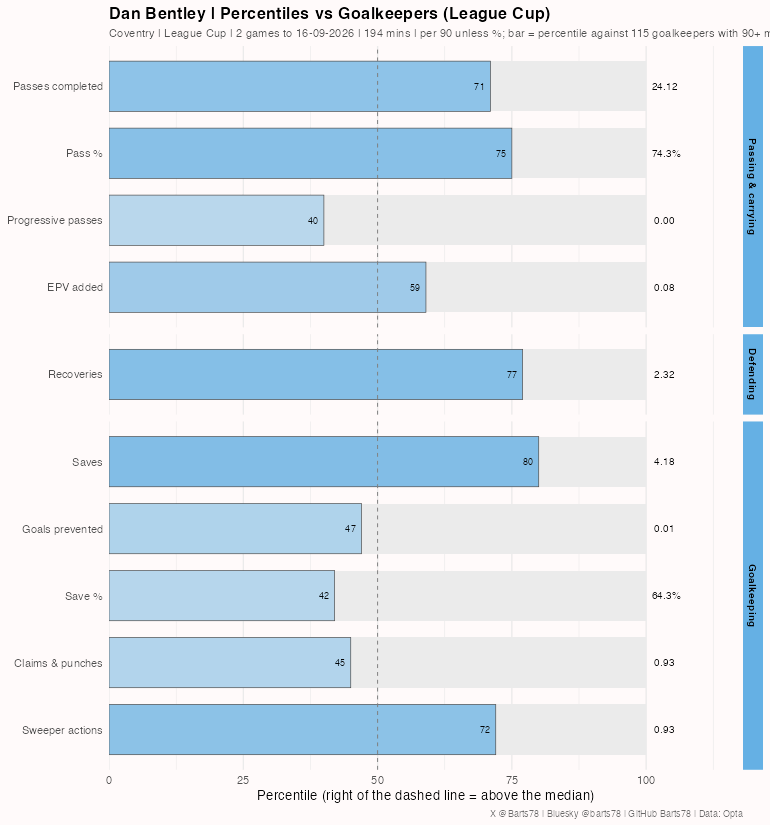 Dan Bentley | Percentiles vs Goalkeepers (League Cup)
Coventry | League Cup | 2 games to 16-09-2026 | 194 mins | per 90 unless %; bar = percentile against 115 goalkeepers with 90+ m
Passes completed 71 24.12
Pass % 75 74.3%
Progressive passes 40 0.00
EPV added 59 0.08
Passing & carrying
Recoveries 77 2.32
Defending
Saves 80 4.18
Goals prevented 47 0.01
Save % 42 64.3%
Claims & punches 45 0.93
Sweeper actions 72 0.93
Goalkeeping
0 25 50 75 100
Percentile (right of the dashed line = above the median)
X @Barts78 | Bluesky @barts78 | GitHub Barts78 | Data: Opta